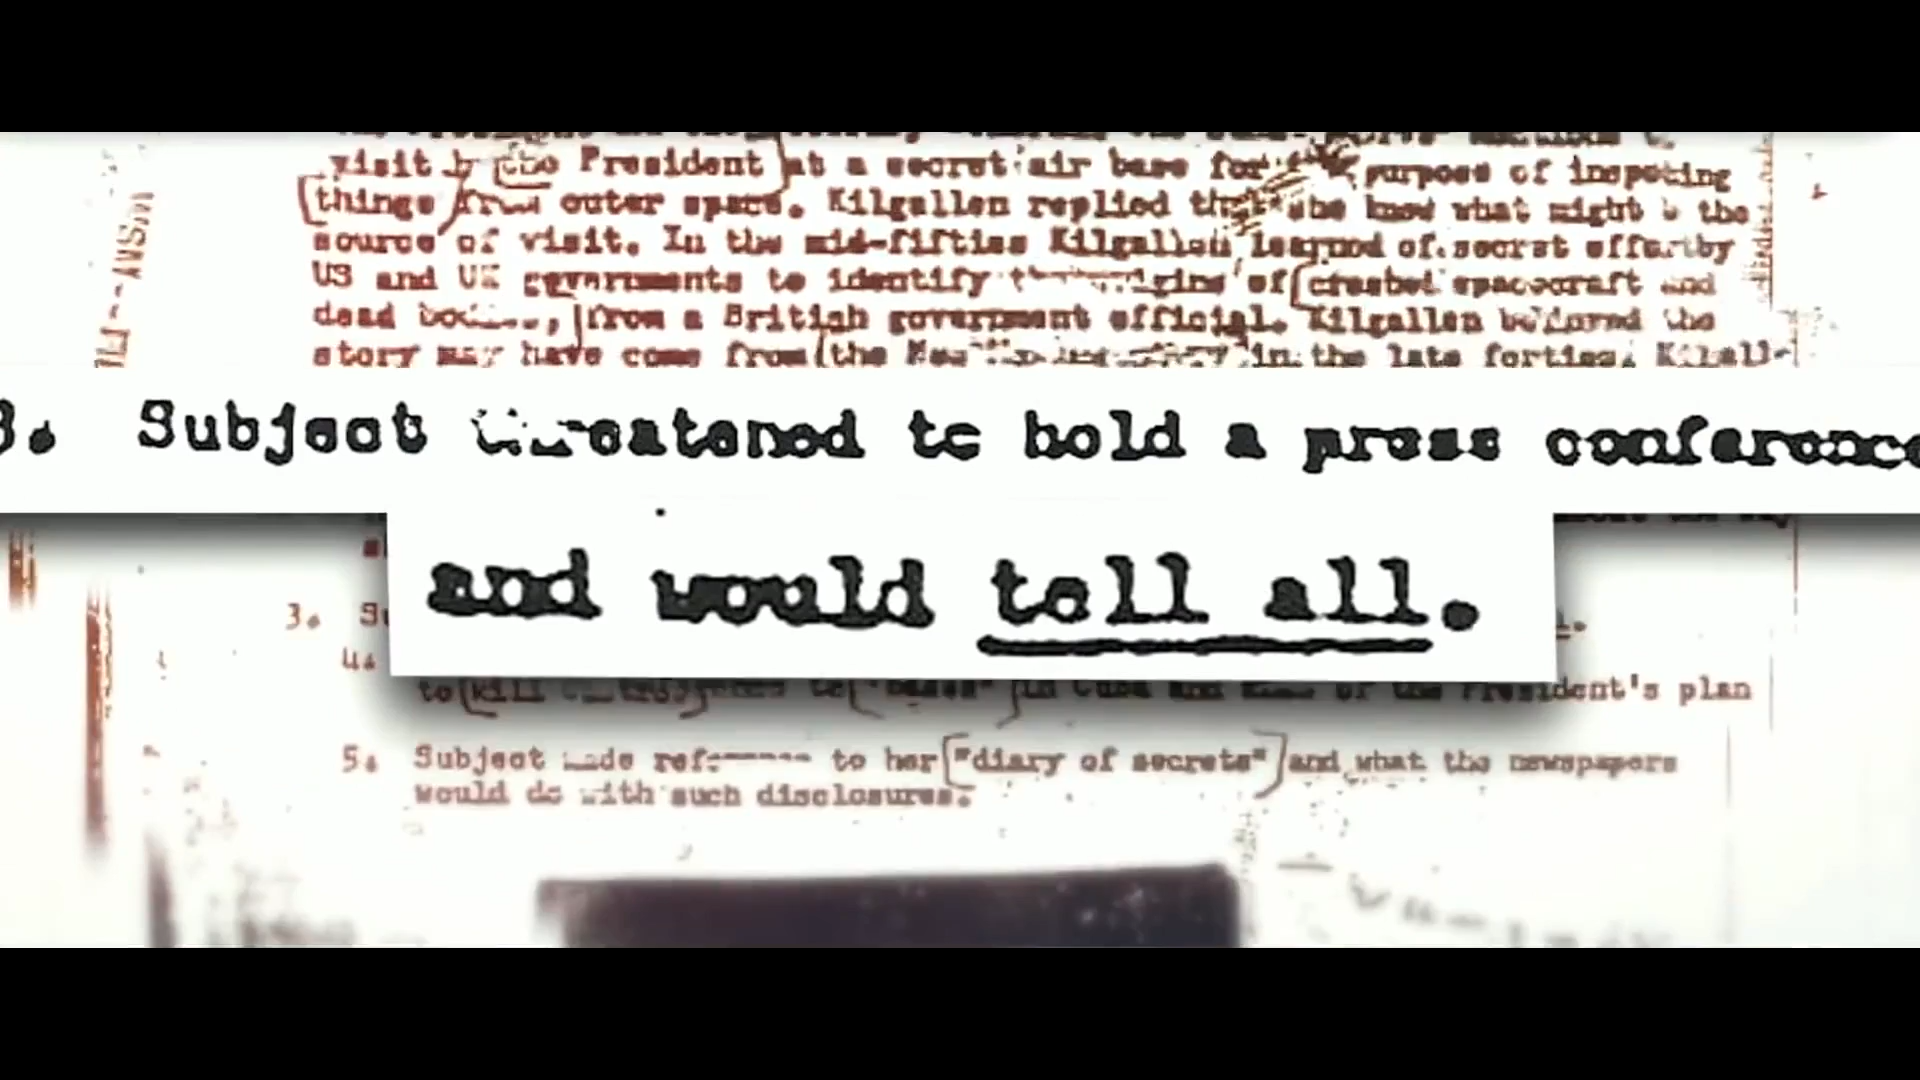 visit by the President at a secret air base for the purpose of inspecting
things from outer space. Kilgallen replied that she knew what might b the
source of visit. In the mid-fifties Kilgallen learned of secret effort by
US and UK governments to identify the origins of crashed spacecraft and
dead bodies, from a British government official. Kilgallen believed the
story may have come from the in the late forties.
3. Subject threatened to hold a press conference
and would tell all.
3. Su
4.
to kill in Cuba and of the President's plan
5. Subject made reference to her "diary of secrets" and what the newspapers
would do with such disclosures.